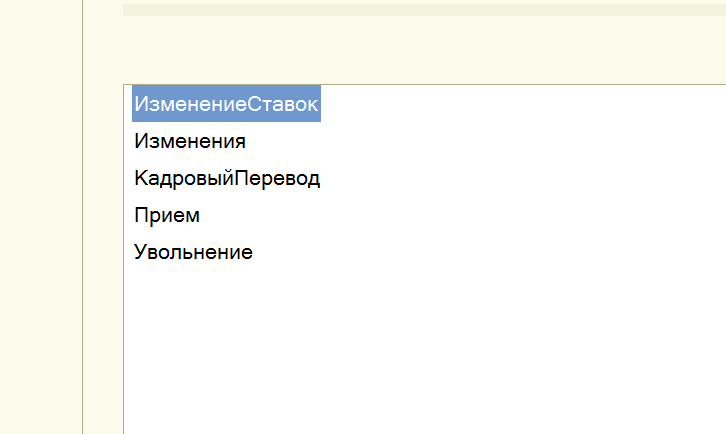 ИзменениеСтавок
Изменения
КадровыйПеревод
Прием
Увольнение